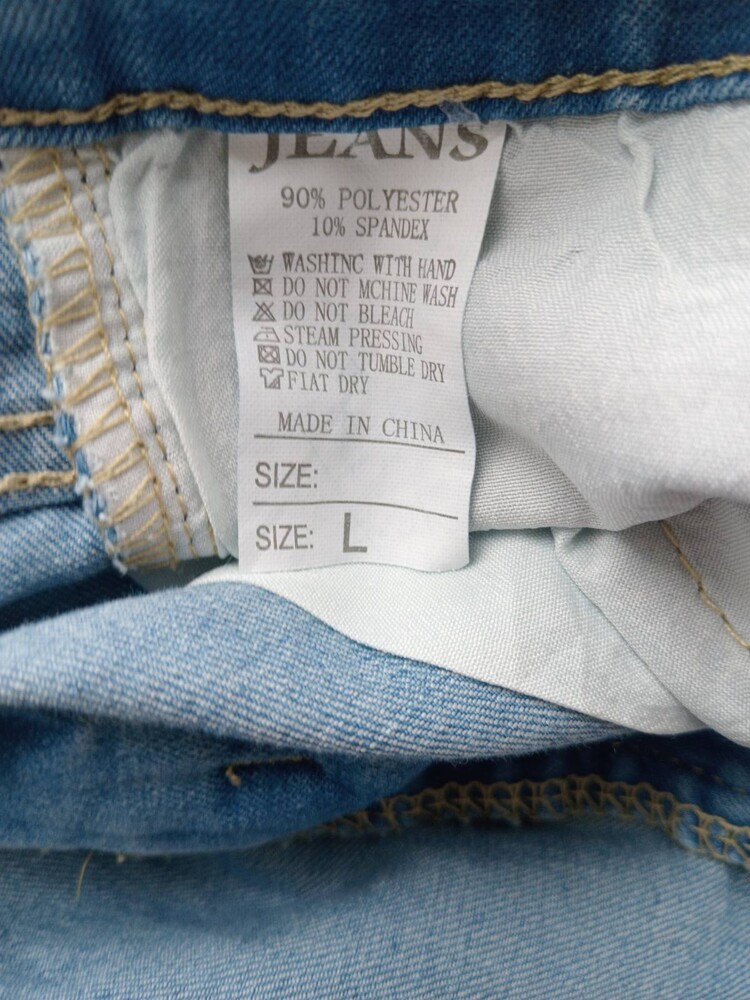 JEANS
90% POLYESTER
10% SPANDEX
WASHINC WITH HAND
DO NOT MCHINE WASH
DO NOT BLEACH
STEAM PRESSING
DO NOT TUMBLE DRY
FIAT DRY
MADE IN CHINA
SIZE:
SIZE: L